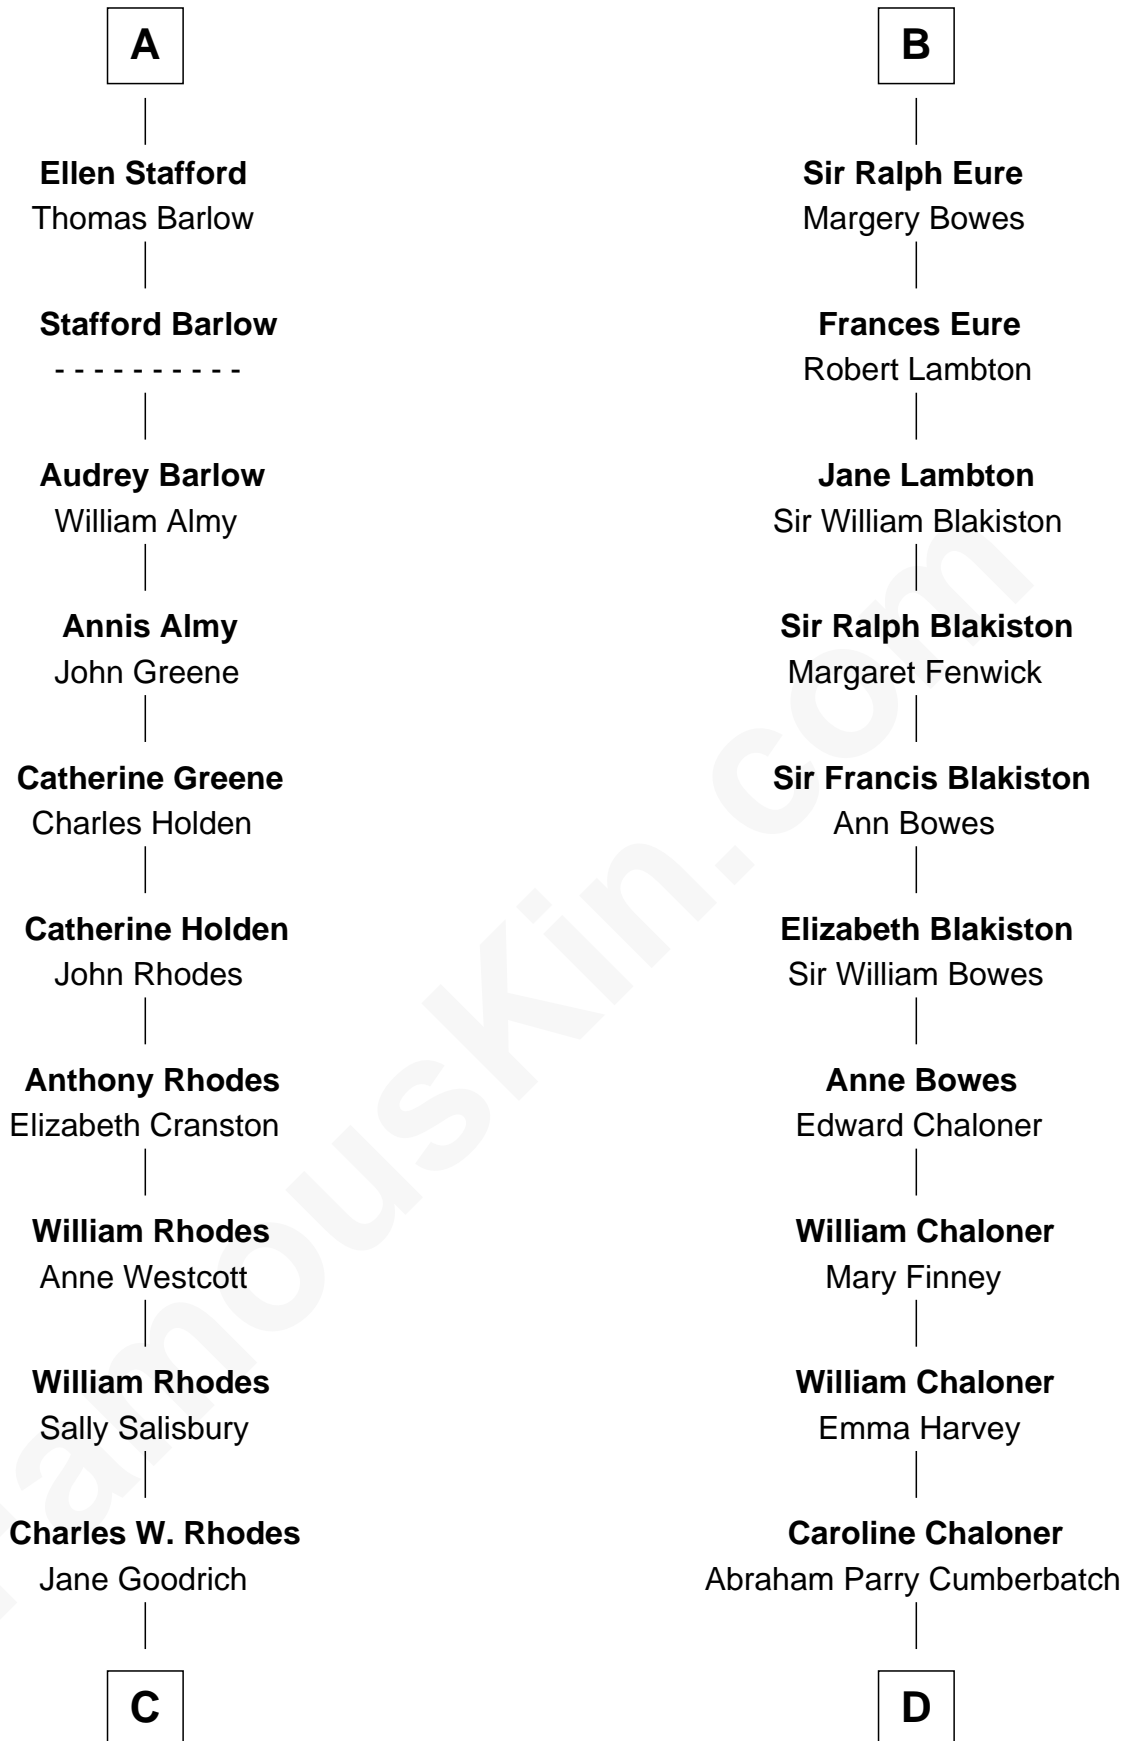 A
Ellen Stafford
Thomas Barlow
Stafford Barlow
- - - - - - - - - -
Audrey Barlow
William Almy
Annis Almy
John Greene
Catherine Greene
Charles Holden
Catherine Holden
John Rhodes
Anthony Rhodes
Elizabeth Cranston
William Rhodes
Anne Westcott
William Rhodes
Sally Salisbury
Charles W. Rhodes
Jane Goodrich
C
B
Sir Ralph Eure
Margery Bowes
Frances Eure
Robert Lambton
Jane Lambton
Sir William Blakiston
Sir Ralph Blakiston
Margaret Fenwick
Sir Francis Blakiston
Ann Bowes
Elizabeth Blakiston
Sir William Bowes
Anne Bowes
Edward Chaloner
William Chaloner
Mary Finney
William Chaloner
Emma Harvey
Caroline Chaloner
Abraham Parry Cumberbatch
D
FamousKin.com